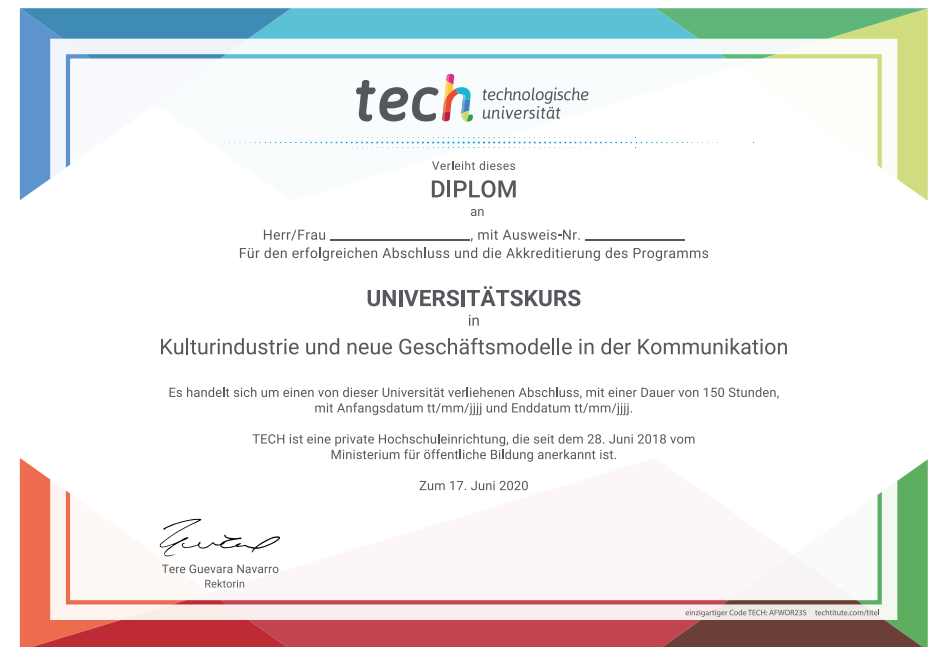 tech technologische
universität
Verleiht dieses
DIPLOM
an
Herr/Frau ____________, mit Ausweis-Nr. ____________
Für den erfolgreichen Abschluss und die Akkreditierung des Programms
UNIVERSITÄTSKURS
in
Kulturindustrie und neue Geschäftsmodelle in der Kommunikation
Es handelt sich um einen von dieser Universität verliehenen Abschluss, mit einer Dauer von 150 Stunden,
mit Anfangsdatum tt/mm/jjjj und Enddatum tt/mm/jjjj.
TECH ist eine private Hochschuleinrichtung, die seit dem 28. Juni 2018 vom
Ministerium für öffentliche Bildung anerkannt ist.
Zum 17. Juni 2020
Tere Guevara Navarro
Rektorin
einzigartiger Code TECH: AFWOR23S techtitute.com/titel